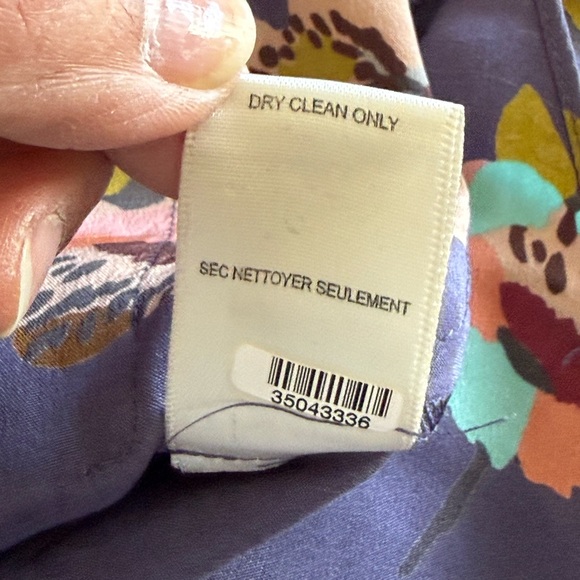 DRY CLEAN ONLY
SEC NETTOYER SEULEMENT
35043336